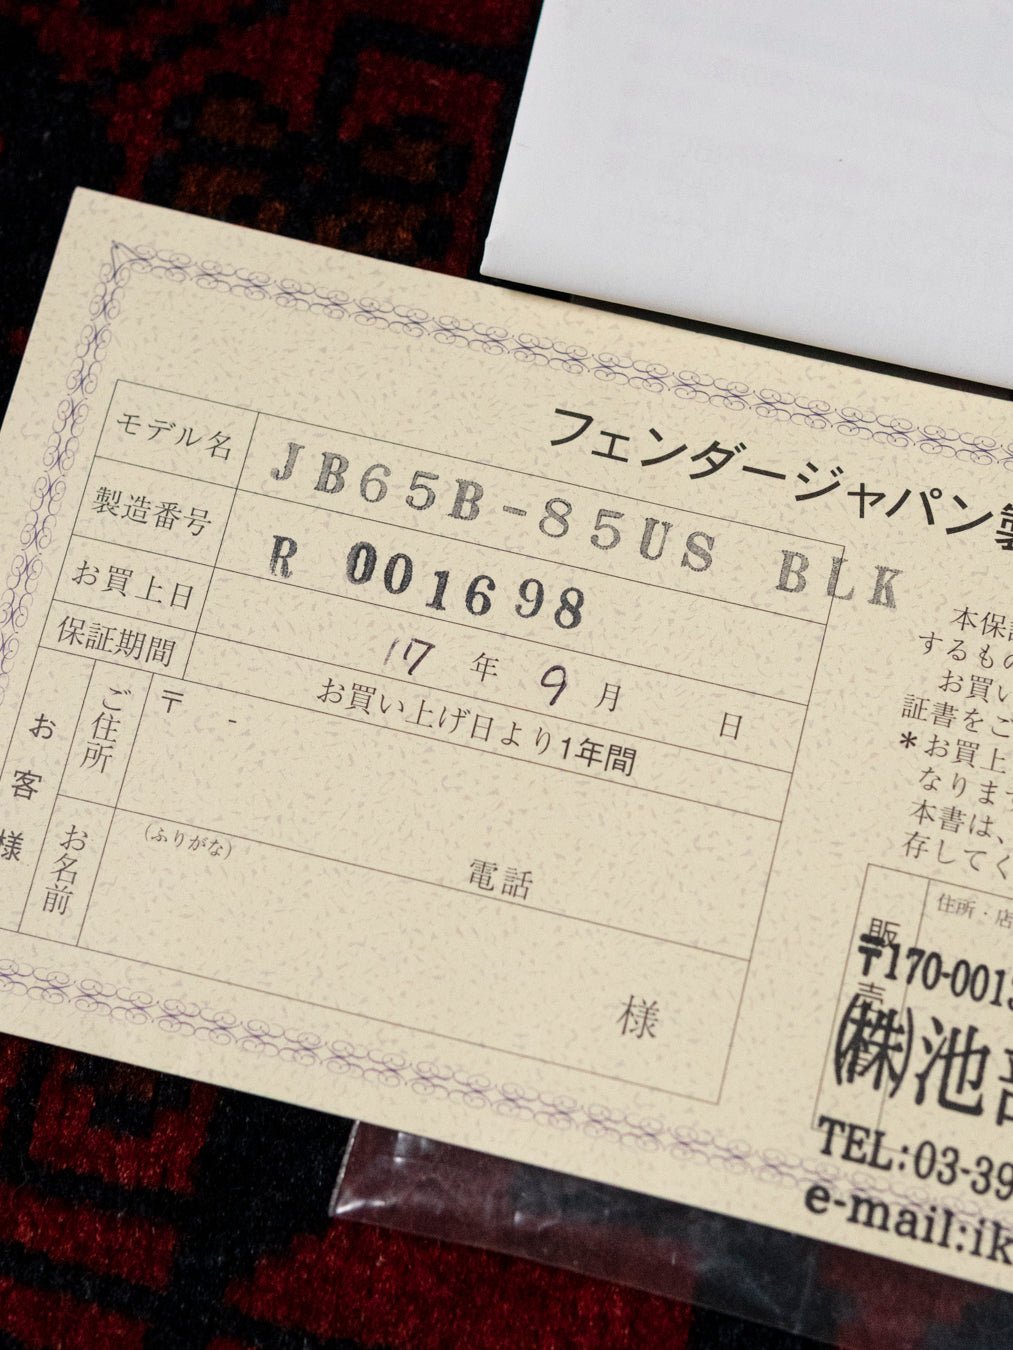 フェンダージャパン製
モデル名 JB65B-85US BLK
製造番号 R 001698
お買上日 17年 9月 日
保証期間 お買い上げ日より1年間
お客様
ご住所 〒 -
電話
お名前 (ふりがな)
様
本保証
するもの
お買い
証書をご
*お買上
なります
本書は、
存してく
販売
住所・店
〒170-0013
(株)池
TEL:03-39
e-mail:ik